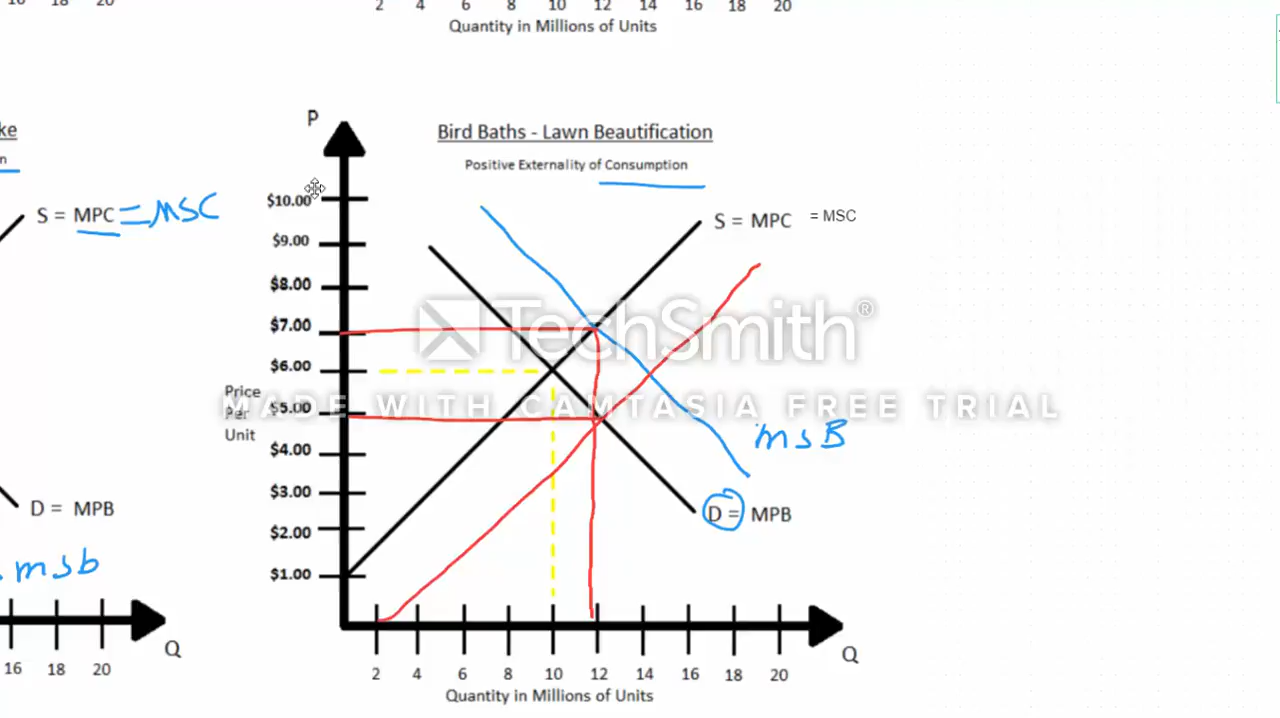 2 4 6 8 10 12 14 16 18 20
Quantity in Millions of Units
ke
n
S = MPC = MSC
D = MPB
msb
16 18 20
Q
P
Bird Baths - Lawn Beautification
Positive Externality of Consumption
$10.00
$9.00
$8.00
$7.00
$6.00
$5.00
$4.00
$3.00
$2.00
$1.00
Price
Per
Unit
S = MPC = MSC
TechSmith®
MADE WITH CAMTASIA FREE TRIAL
MSB
D = MPB
2 4 6 8 10 12 14 16 18 20
Q
Quantity in Millions of Units